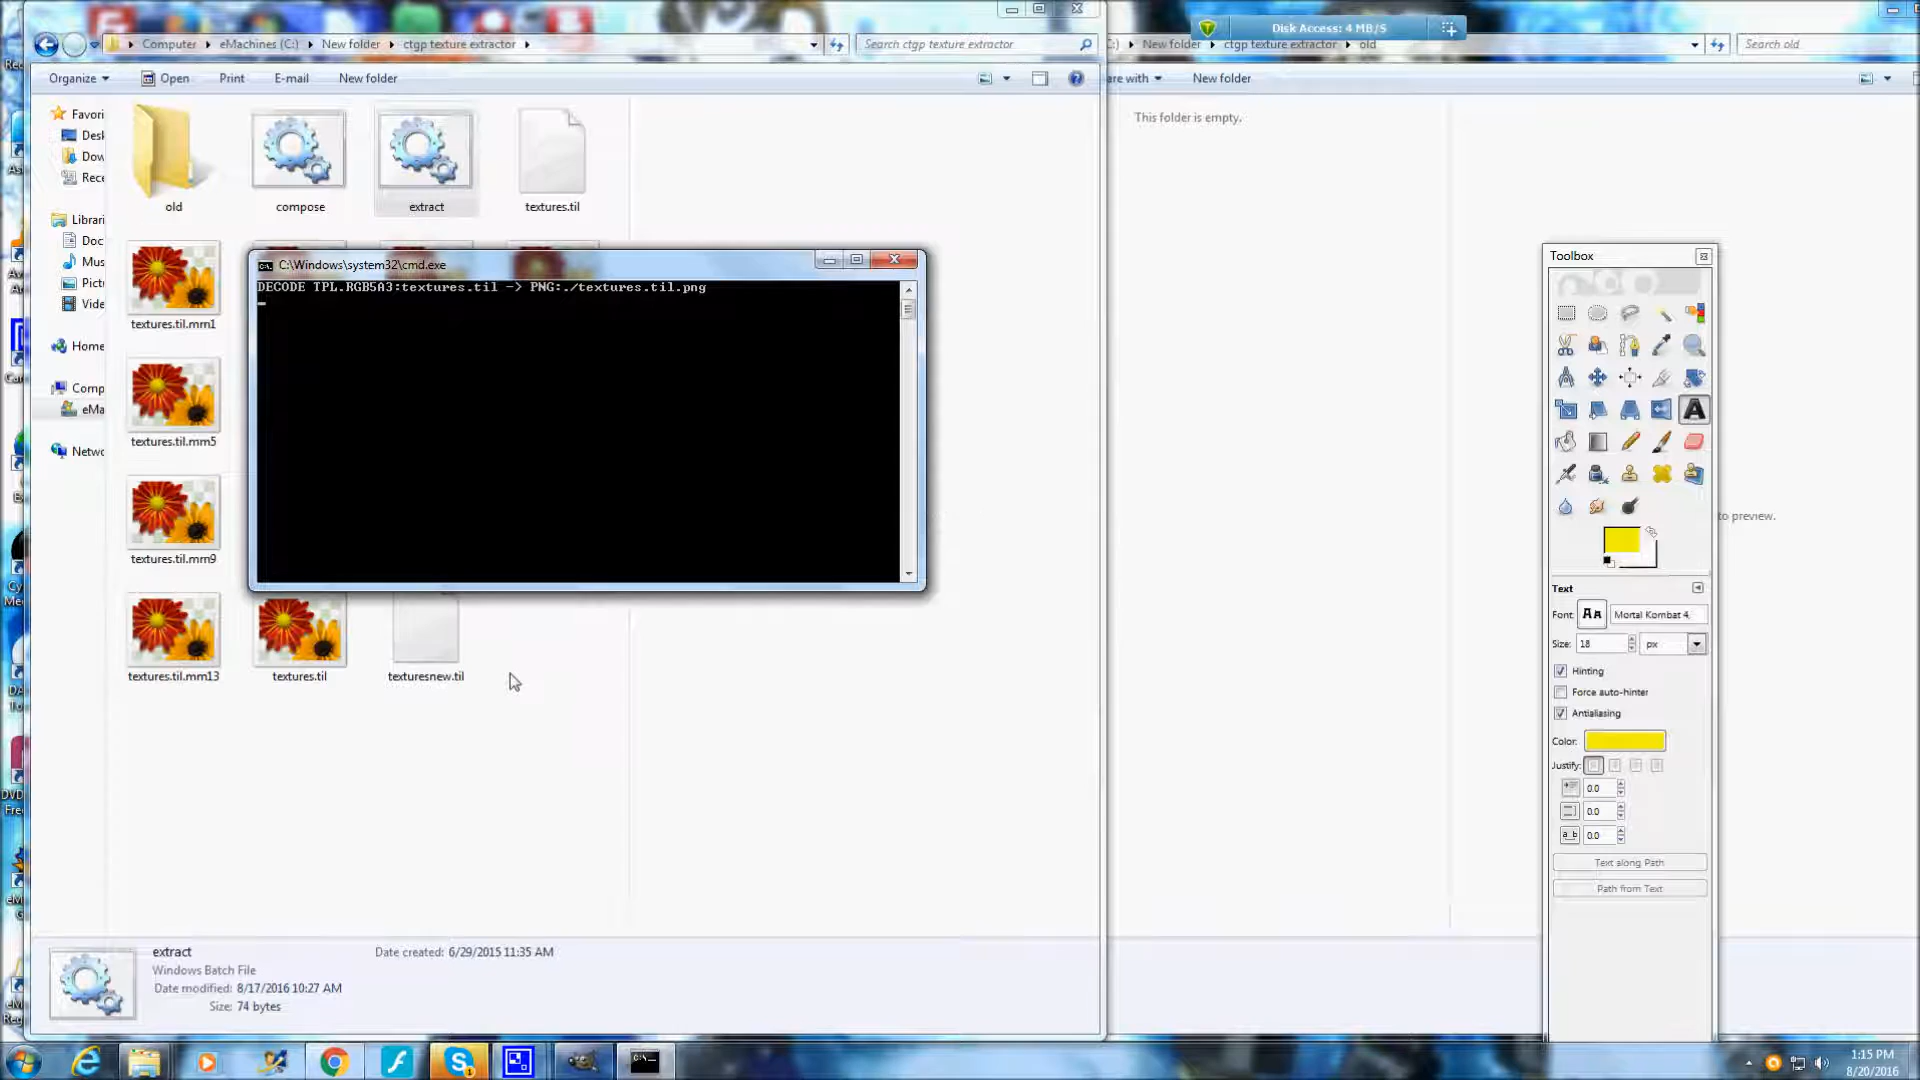 Computer
eMachines (C:)
New folder
ctgp texture extractor
Search ctgp texture extractor
Organize
Open
Print
E-mail
New folder
Disk Access: 4 MB/S
New folder
ctgp texture extractor
old
Search old
are with
New folder
This folder is empty.
Favori
Desk
Dow
Rece
Librari
Doc
Mus
Pictu
Vide
Home
Comp
eMa
Netwo
old
compose
extract
textures.til
textures.til.mm1
textures.til.mm5
textures.til.mm9
textures.til.mm13
textures.til
texturesnew.til
C:\Windows\system32\cmd.exe
DECODE TPL.RGB5A3:textures.til -> PNG:./textures.til.png
Toolbox
to preview.
Text
Font:
Aa
Mortal Kombat 4,
Size:
18
px
Hinting
Force auto-hinter
Antialiasing
Color:
Justify:
0.0
0.0
0.0
Text along Path
Path from Text
extract
Date created: 6/29/2015 11:35 AM
Windows Batch File
Date modified: 8/17/2016 10:27 AM
Size: 74 bytes
1:15 PM
8/20/2016